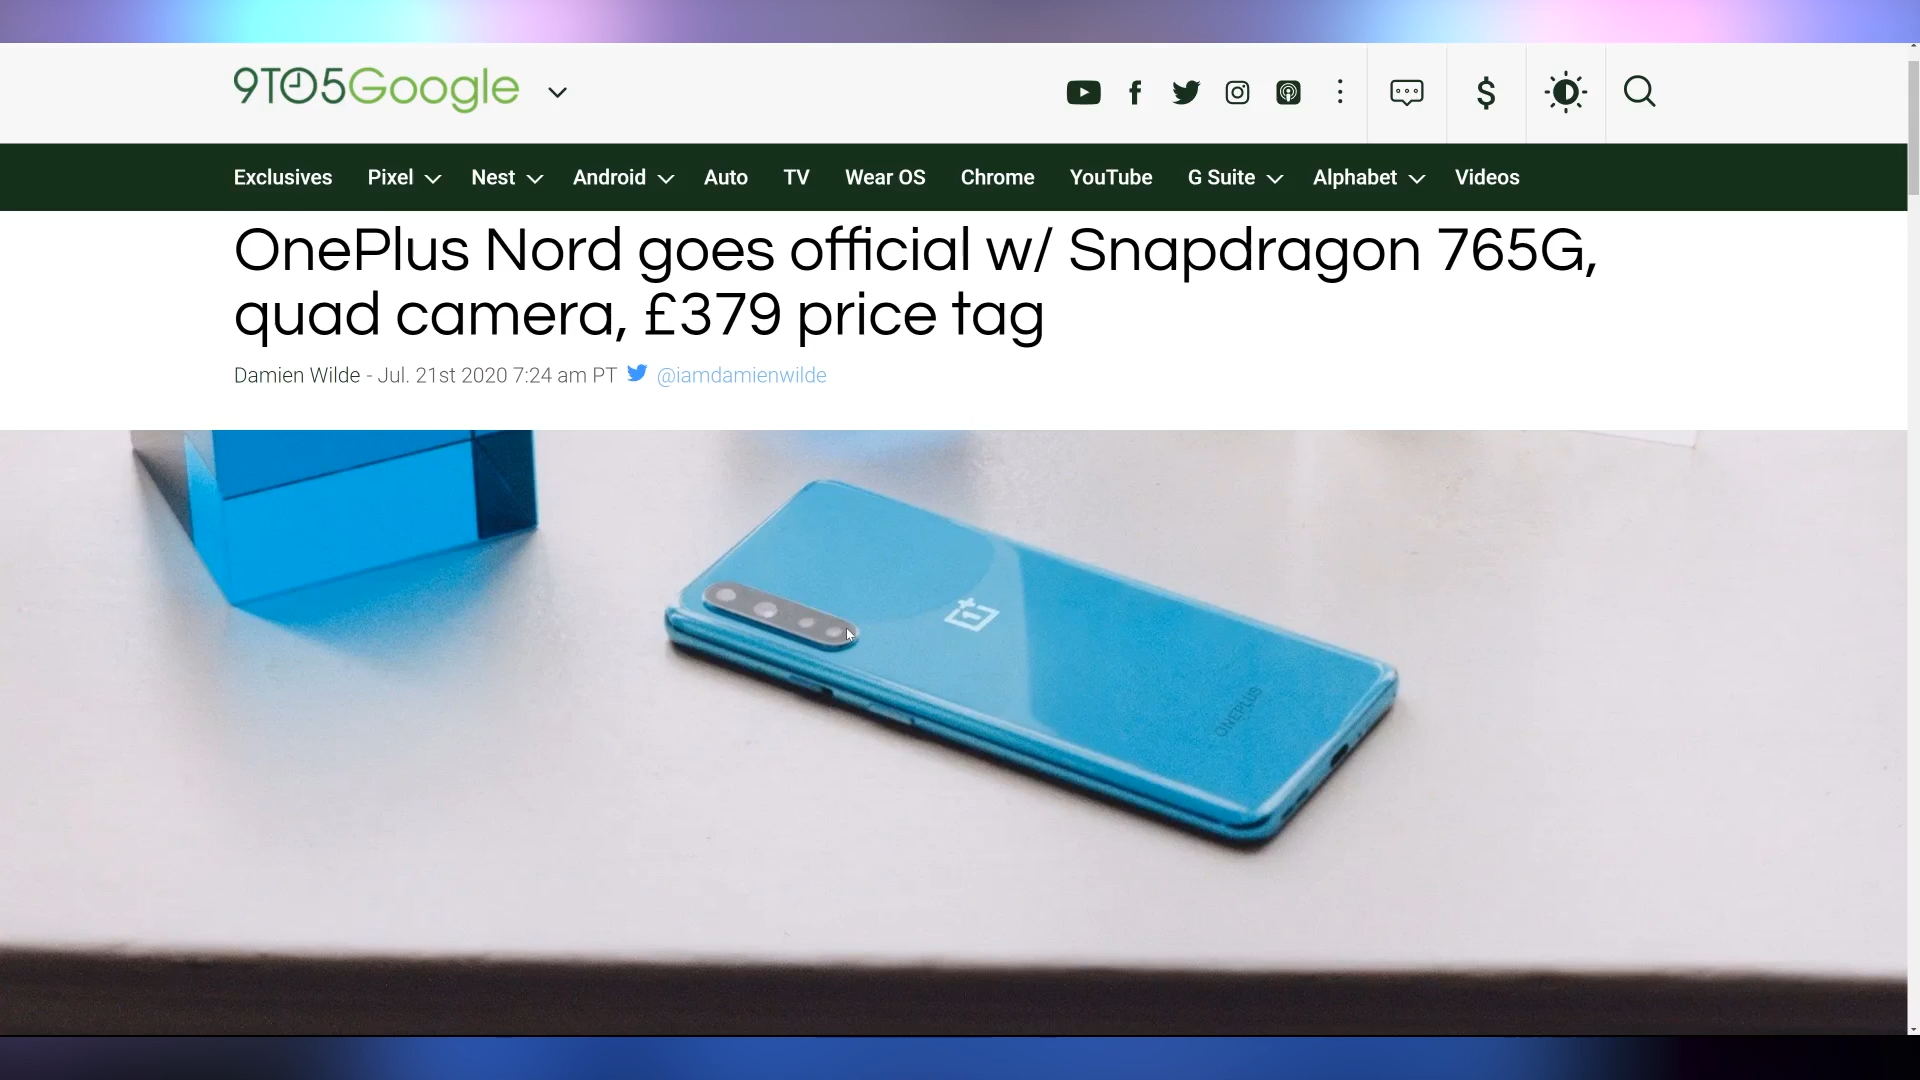 9TO5Google
Exclusives Pixel Nest Android Auto TV Wear OS Chrome YouTube G Suite Alphabet Videos
OnePlus Nord goes official w/ Snapdragon 765G,
quad camera, £379 price tag
Damien Wilde - Jul. 21st 2020 7:24 am PT @iamdamienwilde
ONEPLUS